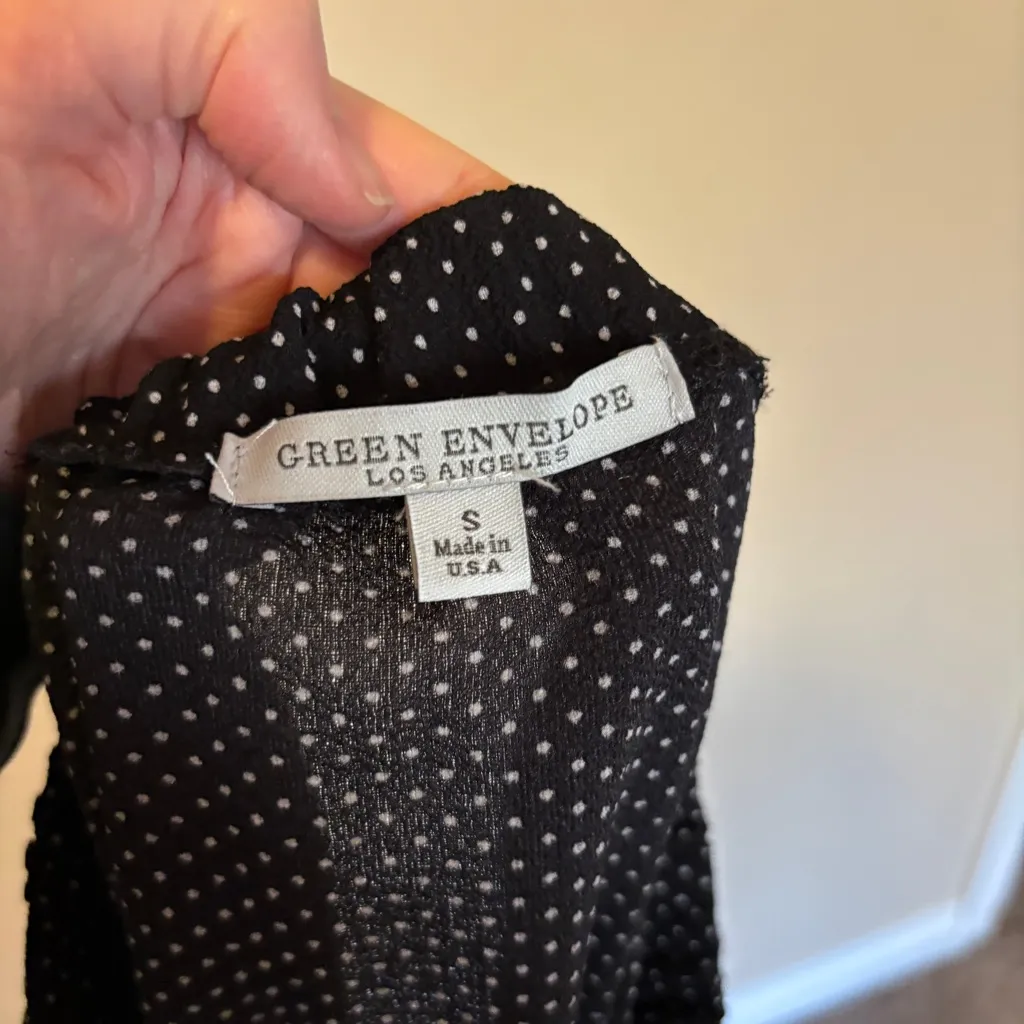 GREEN ENVELOPE
LOS ANGELES
S
Made in
U.S.A